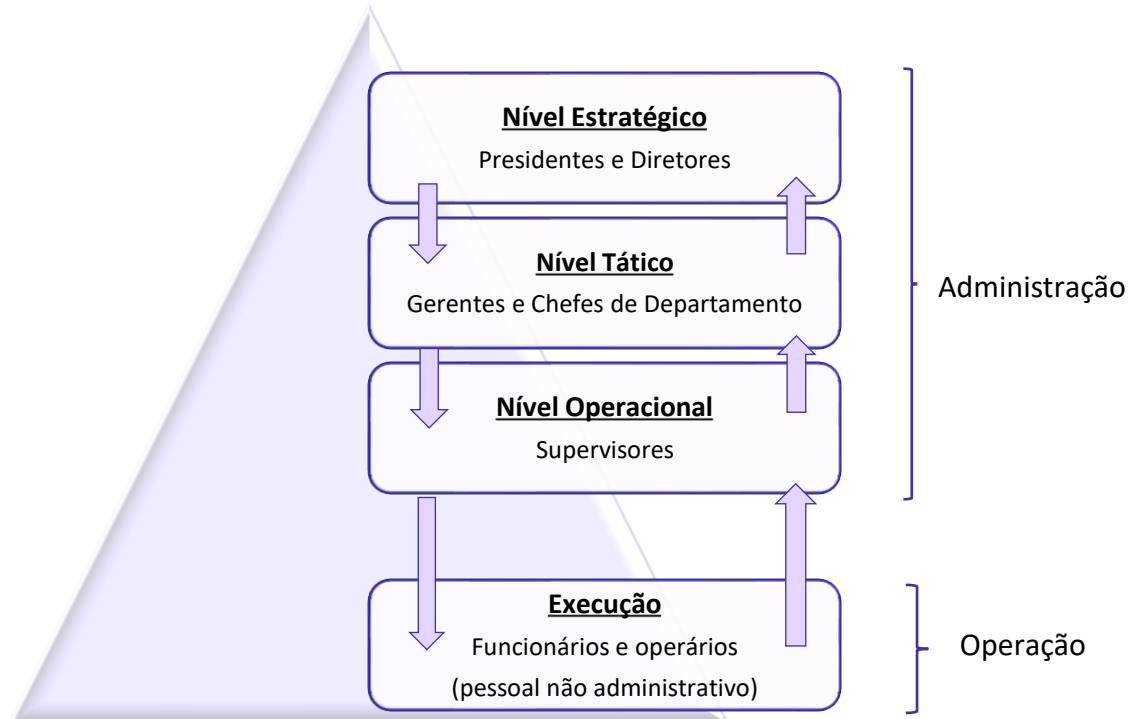 Nível Estratégico
Presidentes e Diretores
Nível Tático
Gerentes e Chefes de Departamento
Nível Operacional
Supervisores
Administração
Execução
Funcionários e operários
(pessoal não administrativo)
Operação